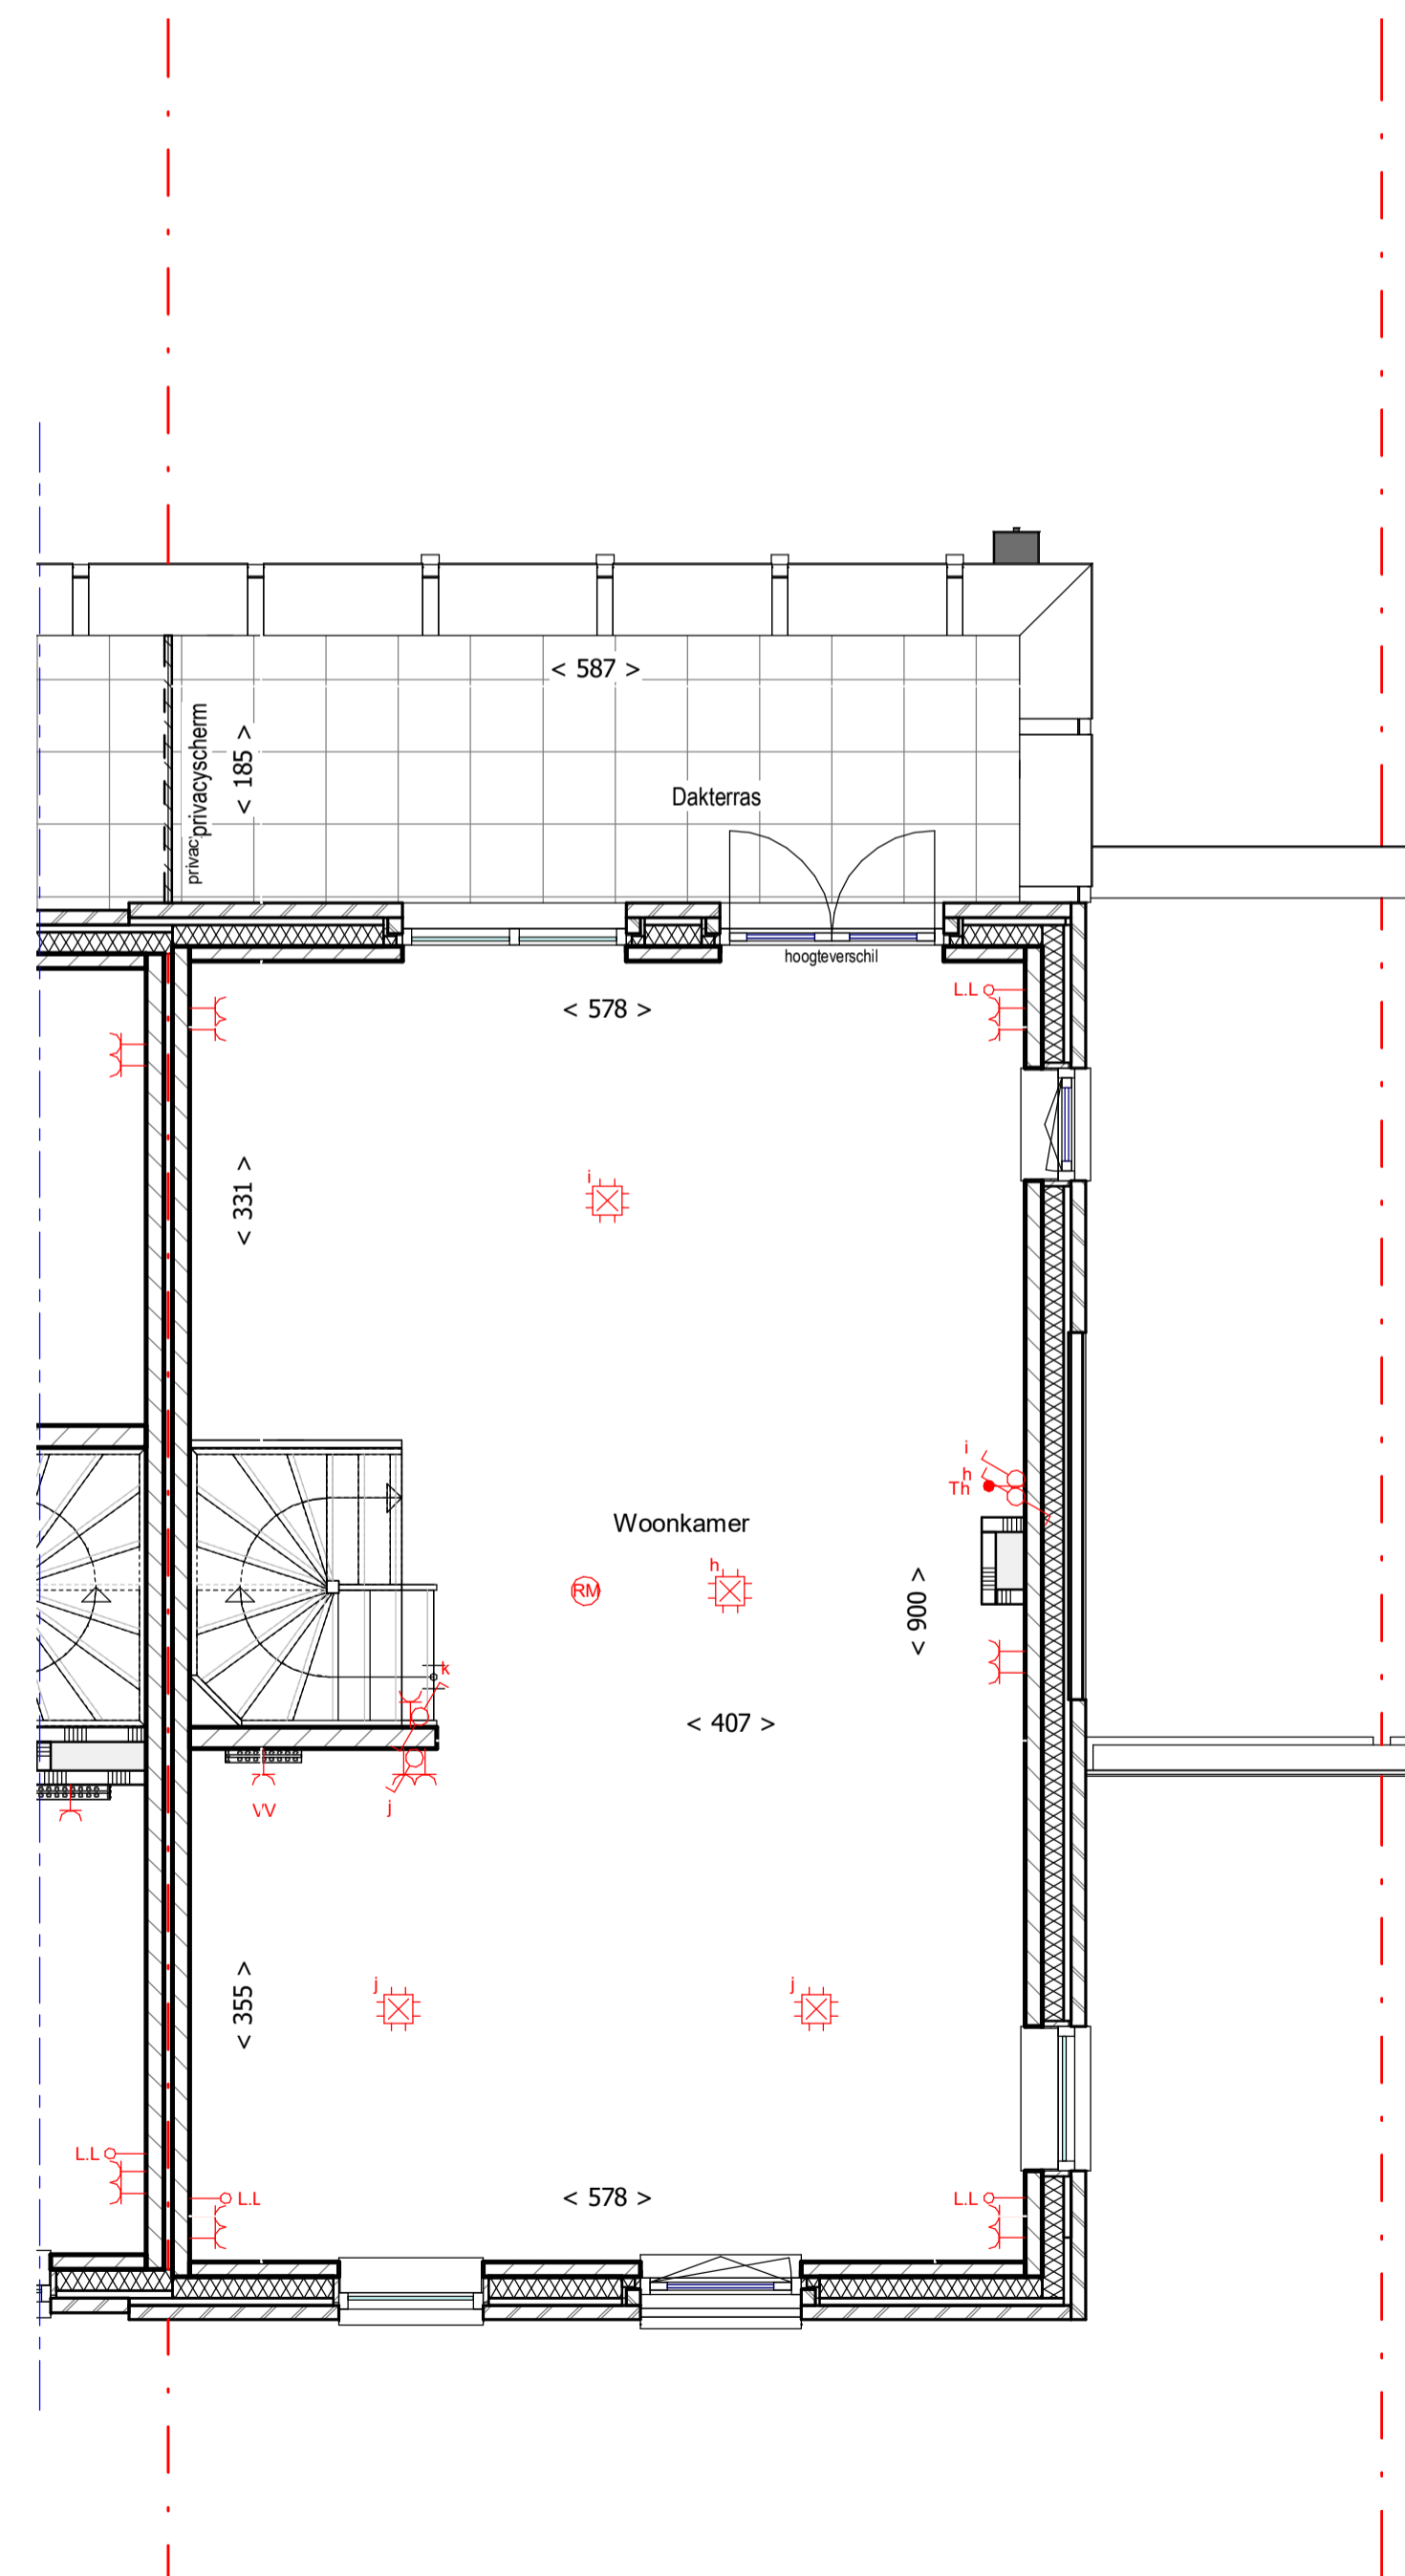 < 587 >
privacyscherm
privac
< 185 >
Dakterras
hoogteverschil
< 578 >
L.L
< 331 >
i
i
h
Th
Woonkamer
h
RM
< 900 >
k
< 407 >
VV
j
j
j
< 355 >
L.L
L.L
< 578 >
L.L